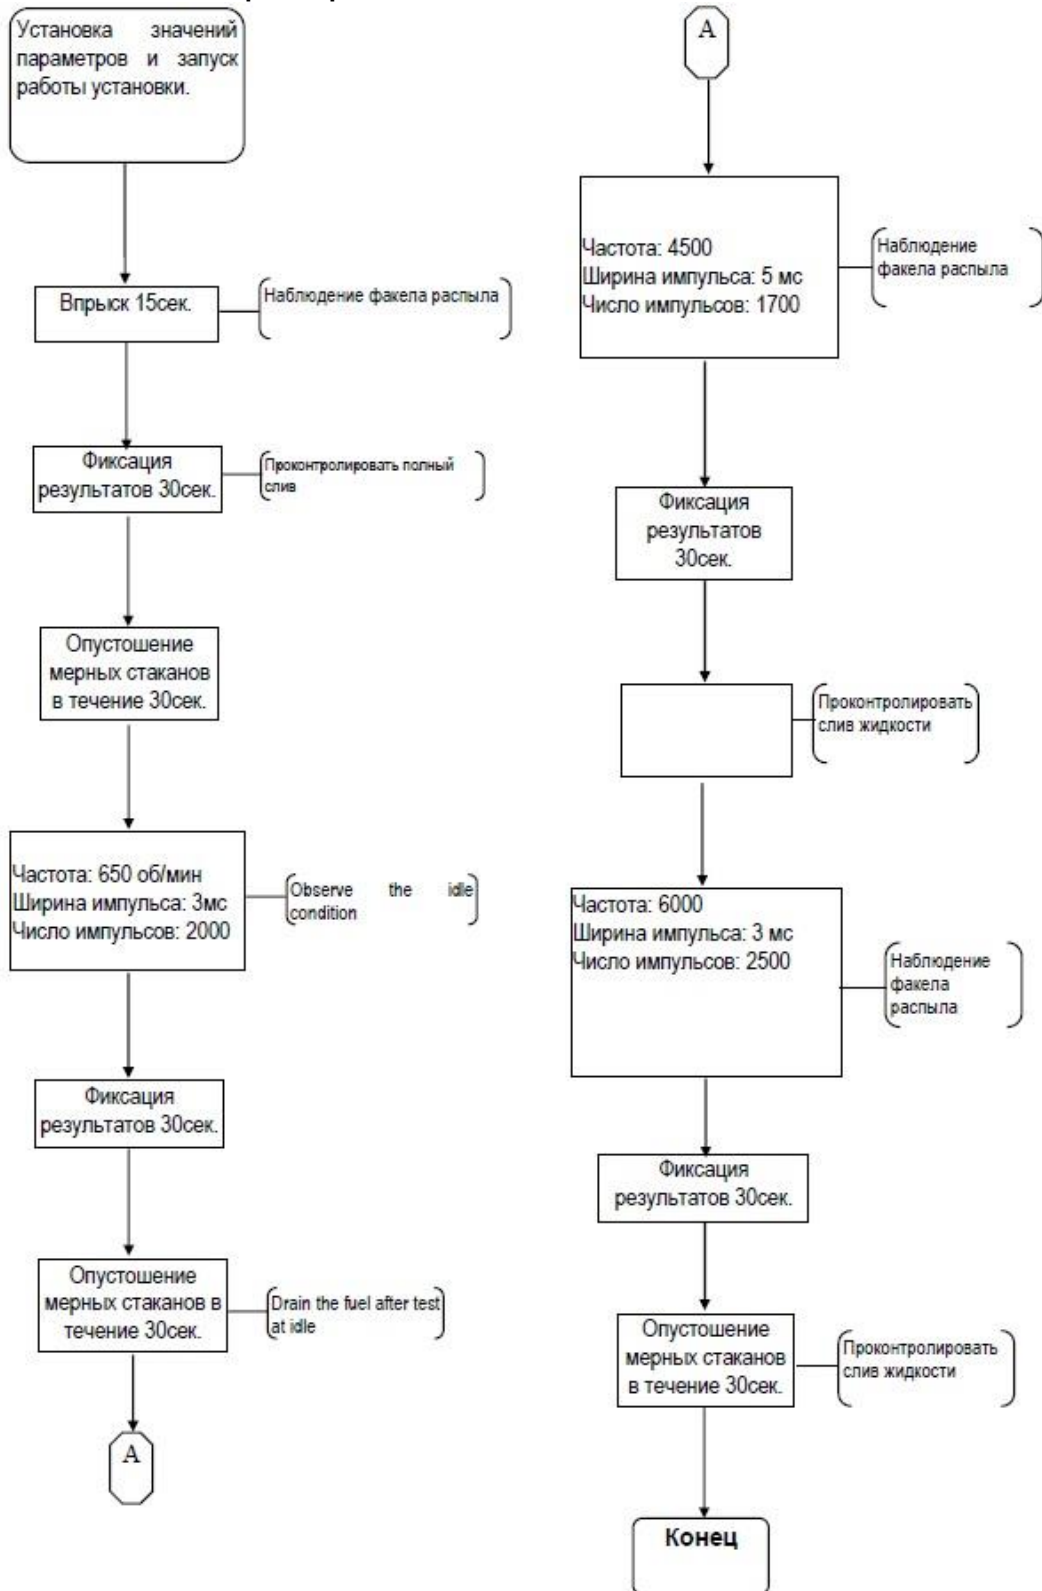 Установка значений
параметров и запуск
работы установки.
Впрыск 15сек.
Наблюдение факела распыла
Фиксация
результатов 30сек.
Проконтролировать полный
слив
Опустошение
мерных стаканов
в течение 30сек.
Частота: 650 об/мин
Ширина импульса: 3мс
Число импульсов: 2000
Observe the idle
condition
Фиксация
результатов 30сек.
Опустошение
мерных стаканов в
течение 30сек.
Drain the fuel after test
at idle
A
A
Частота: 4500
Ширина импульса: 5 мс
Число импульсов: 1700
Наблюдение
факела распыла
Фиксация
результатов
30сек.
Проконтролировать
слив жидкости
Частота: 6000
Ширина импульса: 3 мс
Число импульсов: 2500
Наблюдение
факела
распыла
Фиксация
результатов 30сек.
Опустошение
мерных стаканов
в течение 30сек.
Проконтролировать
слив жидкости
Конец